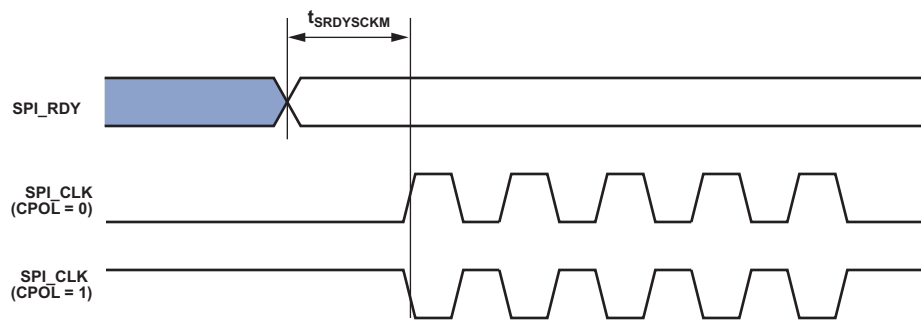 tSRDYSCKM
SPI_RDY
SPI_CLK
(CPOL = 0)
SPI_CLK
(CPOL = 1)